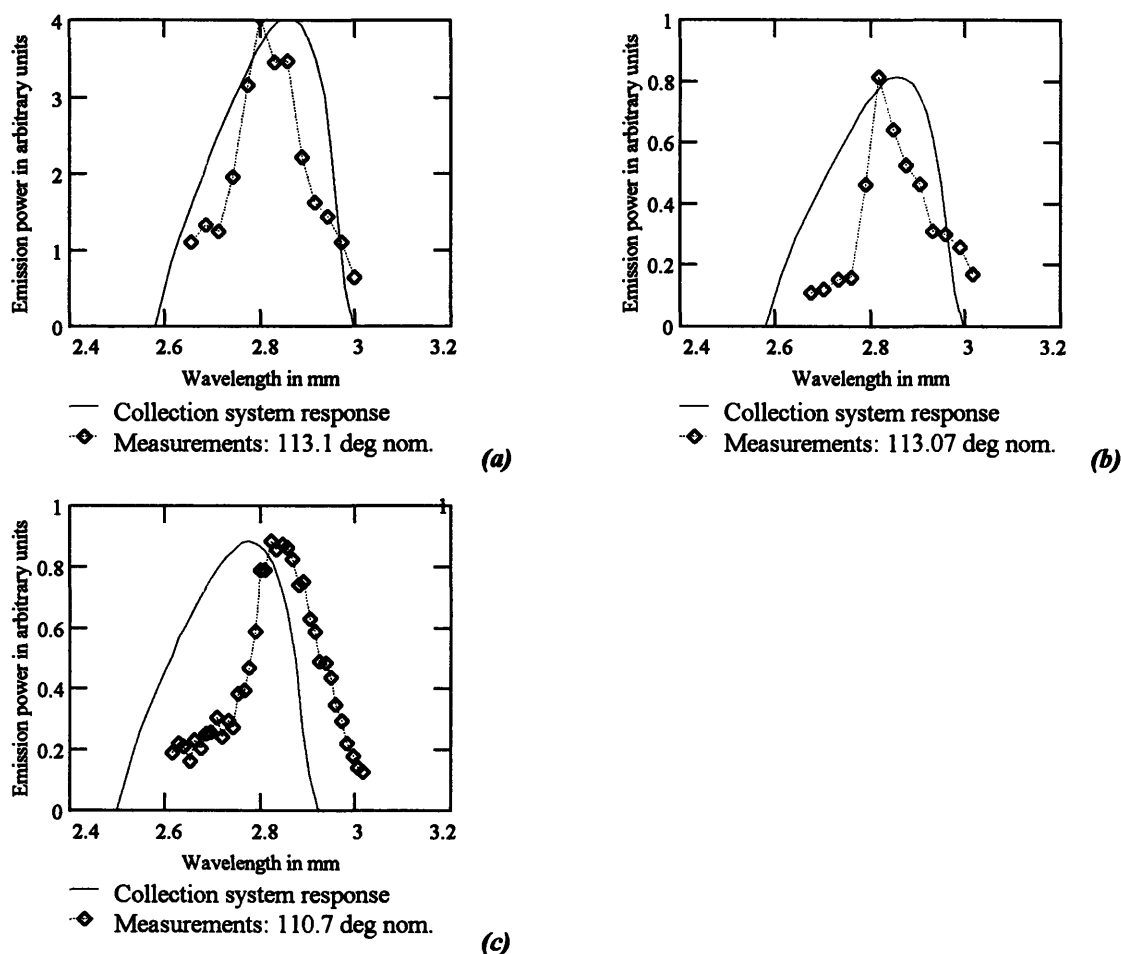 4
3
2
1
0
Emission power in arbitrary units
2.4 2.6 2.8 3 3.2
Wavelength in mm
Collection system response
Measurements: 113.1 deg nom.
(a)
1
0.8
0.6
0.4
0.2
0
Emission power in arbitrary units
2.4 2.6 2.8 3 3.2
Wavelength in mm
Collection system response
Measurements: 113.07 deg nom.
(b)
1
0.8
0.6
0.4
0.2
0
Emission power in arbitrary units
1
2.4 2.6 2.8 3 3.2
Wavelength in mm
Collection system response
Measurements: 110.7 deg nom.
(c)